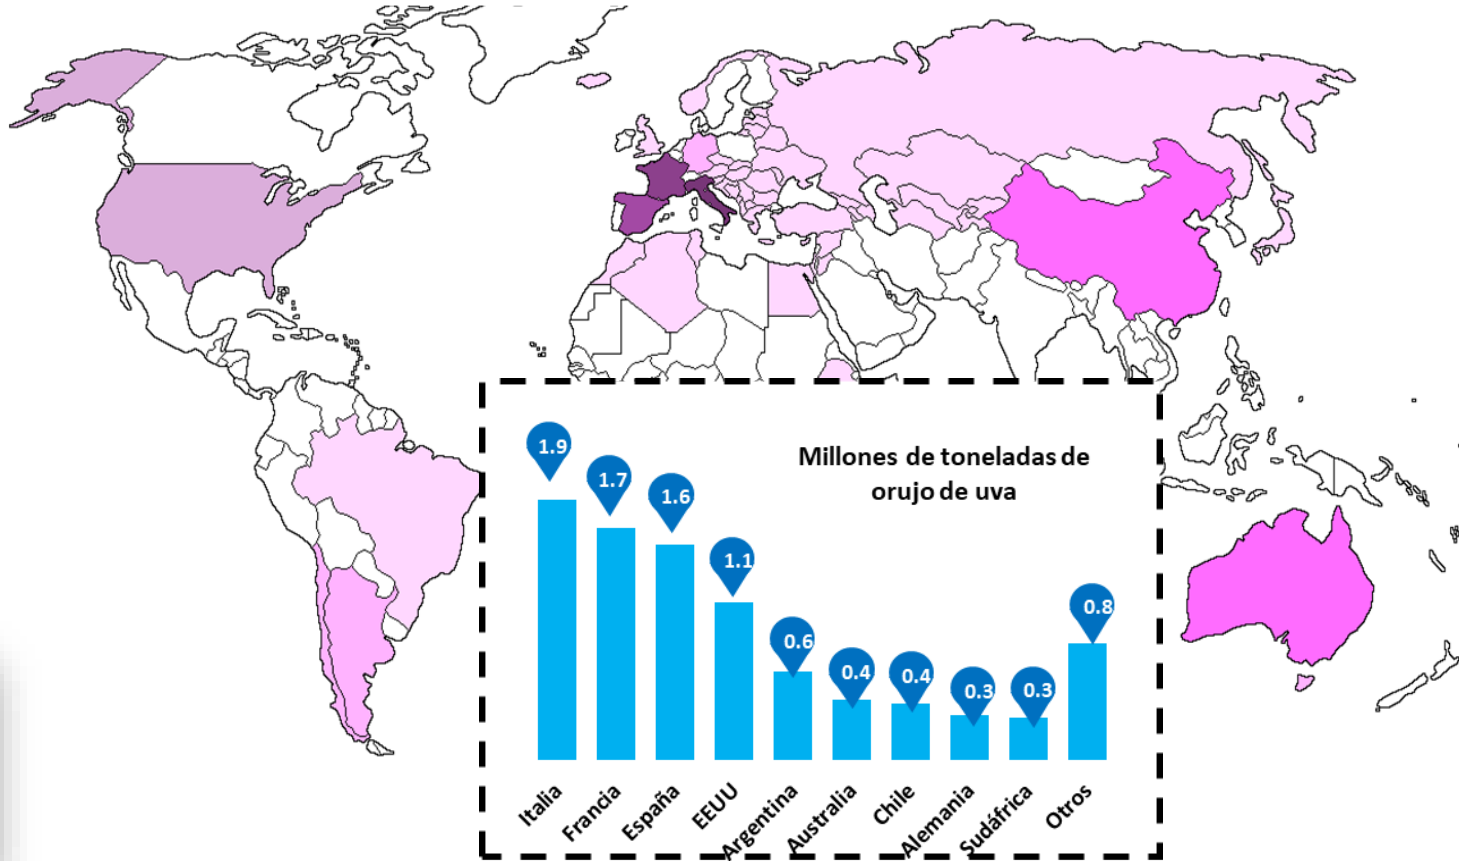 Millones de toneladas de
orujo de uva
1.9
1.7
1.6
1.1
0.6
0.4
0.4
0.3
0.3
0.8
Italia
Francia
España
EEUU
Argentina
Australia
Chile
Alemania
Sudáfrica
Otros